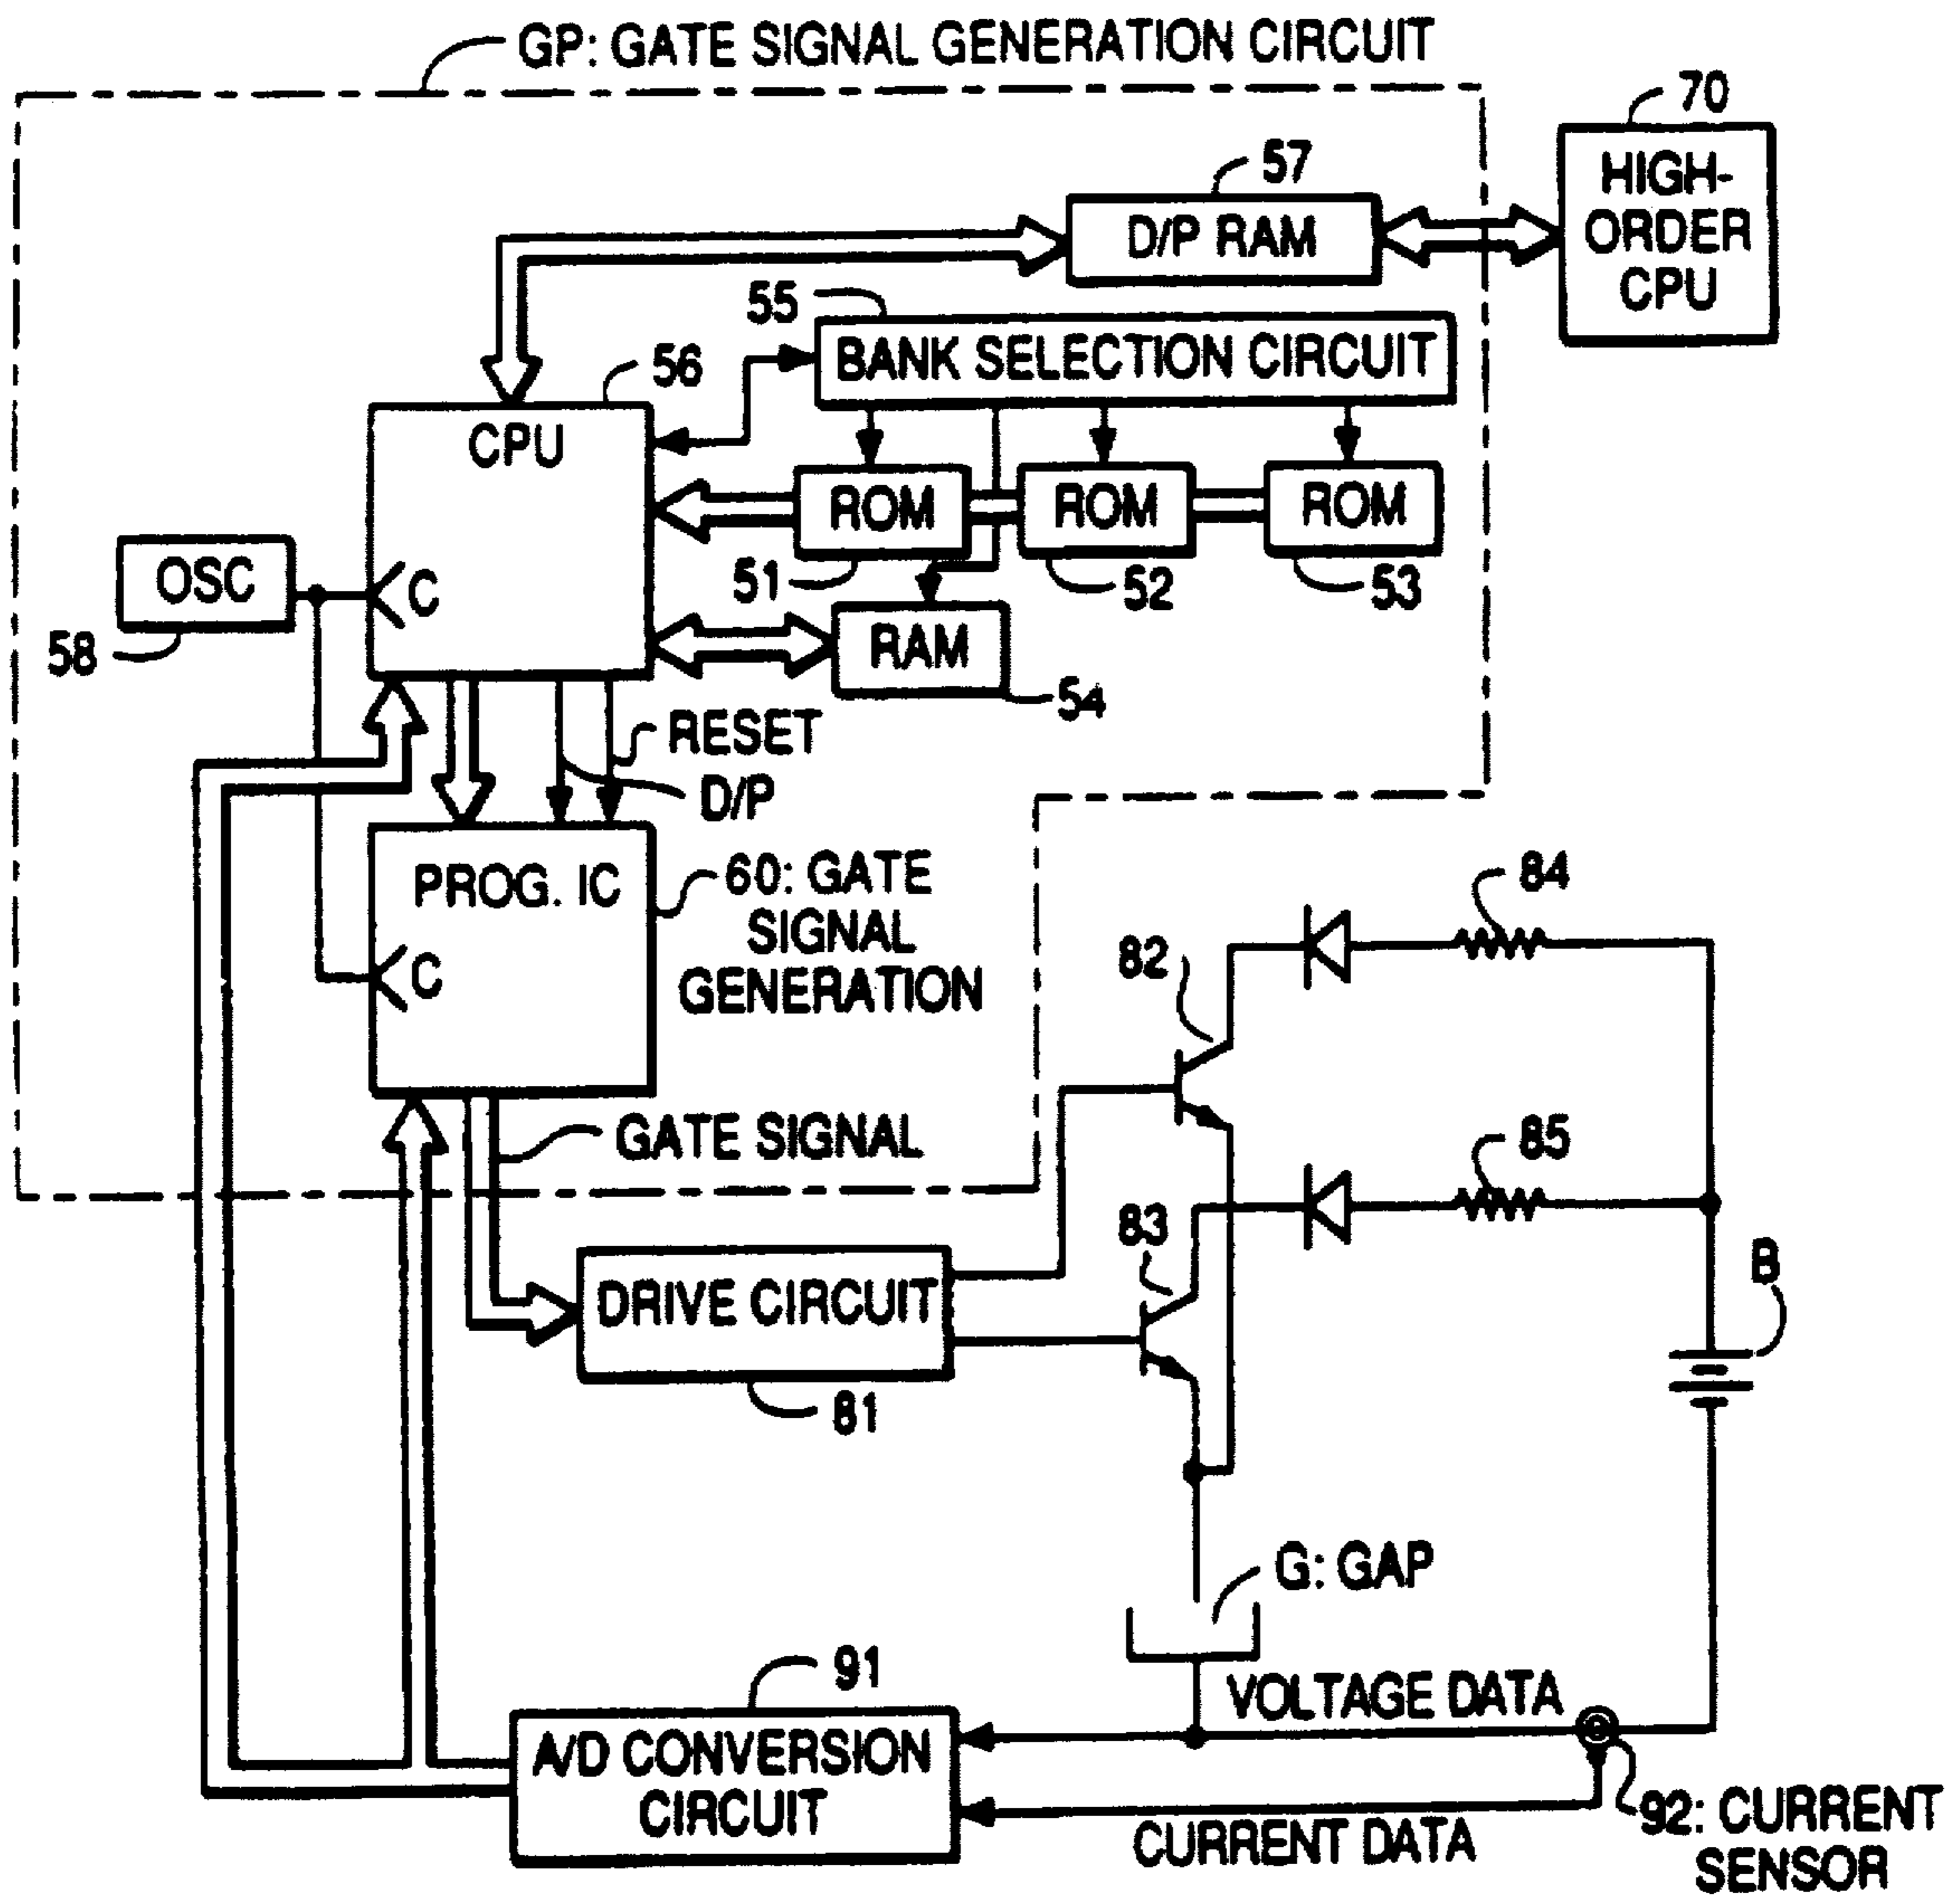 GP: GATE SIGNAL GENERATION CIRCUIT
70
HIGH-
ORDER
CPU
57
D/P RAM
55
BANK SELECTION CIRCUIT
56
CPU
ROM
ROM
ROM
51
52
53
OSC
C
58
RAM
54
RESET
D/P
PROG. IC
C
60: GATE
SIGNAL
GENERATION
84
82
GATE SIGNAL
85
83
B
DRIVE CIRCUIT
81
G: GAP
91
VOLTAGE DATA
A/D CONVERSION
CIRCUIT
CURRENT DATA
92: CURRENT
SENSOR